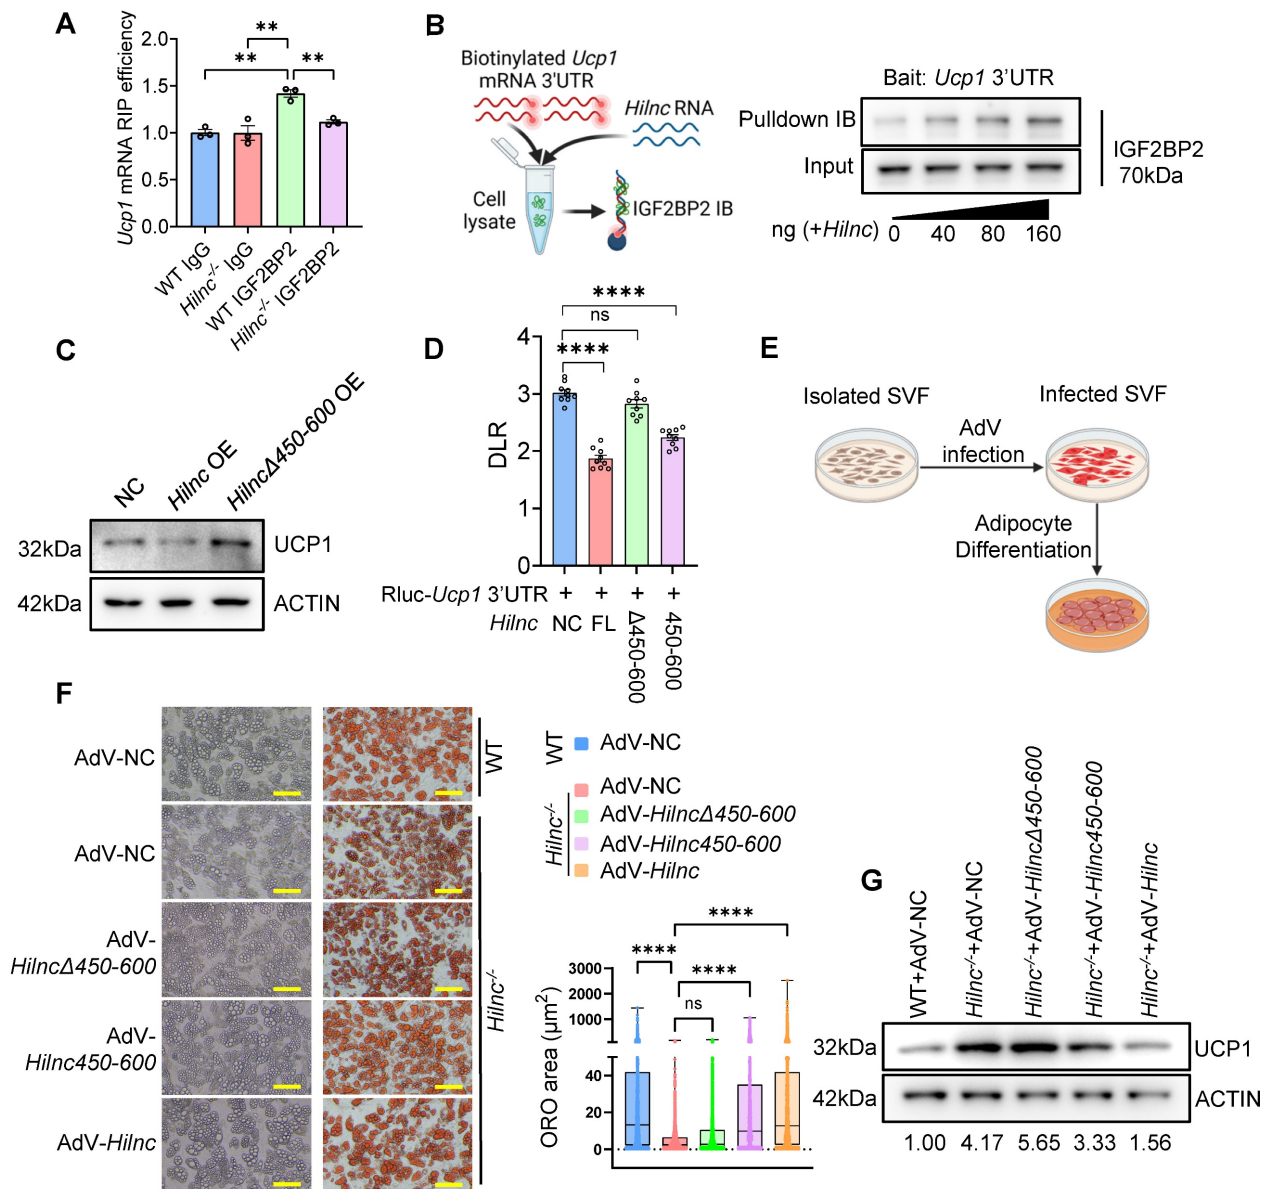 A
Ucp1 mRNA RIP efficiency
2.0
1.5
1.0
0.5
0.0
**
**
**
WT IgG
Hilnc-/- IgG
WT IGF2BP2
Hilnc-/- IGF2BP2
B
Biotinylated Ucp1
mRNA 3'UTR
Hilnc RNA
Cell
lysate
IGF2BP2 IB
Bait: Ucp1 3'UTR
Pulldown IB
Input
IGF2BP2
70kDa
ng (+Hilnc)
0 40 80 160
C
NC
Hilnc OE
HilncΔ450-600 OE
32kDa
UCP1
42kDa
ACTIN
D
DLR
4
3
2
1
0
****
ns
****
Rluc-Ucp1 3'UTR + + + +
Hilnc NC FL Δ450-600 450-600
E
Isolated SVF
AdV
infection
Infected SVF
Adipocyte
Differentiation
F
AdV-NC
WT
AdV-NC
AdV-
HilncΔ450-600
AdV-
Hilnc450-600
AdV-Hilnc
Hilnc-/-
WT
AdV-NC
Hilnc-/-
AdV-NC
AdV-HilncΔ450-600
AdV-Hilnc450-600
AdV-Hilnc
ORO area (μm2)
3000
2000
1000
40
20
0
****
****
****
ns
G
WT+AdV-NC
Hilnc-/-+AdV-NC
Hilnc-/-+AdV-HilncΔ450-600
Hilnc-/-+AdV-Hilnc450-600
Hilnc-/-+AdV-Hilnc
32kDa
UCP1
42kDa
ACTIN
1.00 4.17 5.65 3.33 1.56